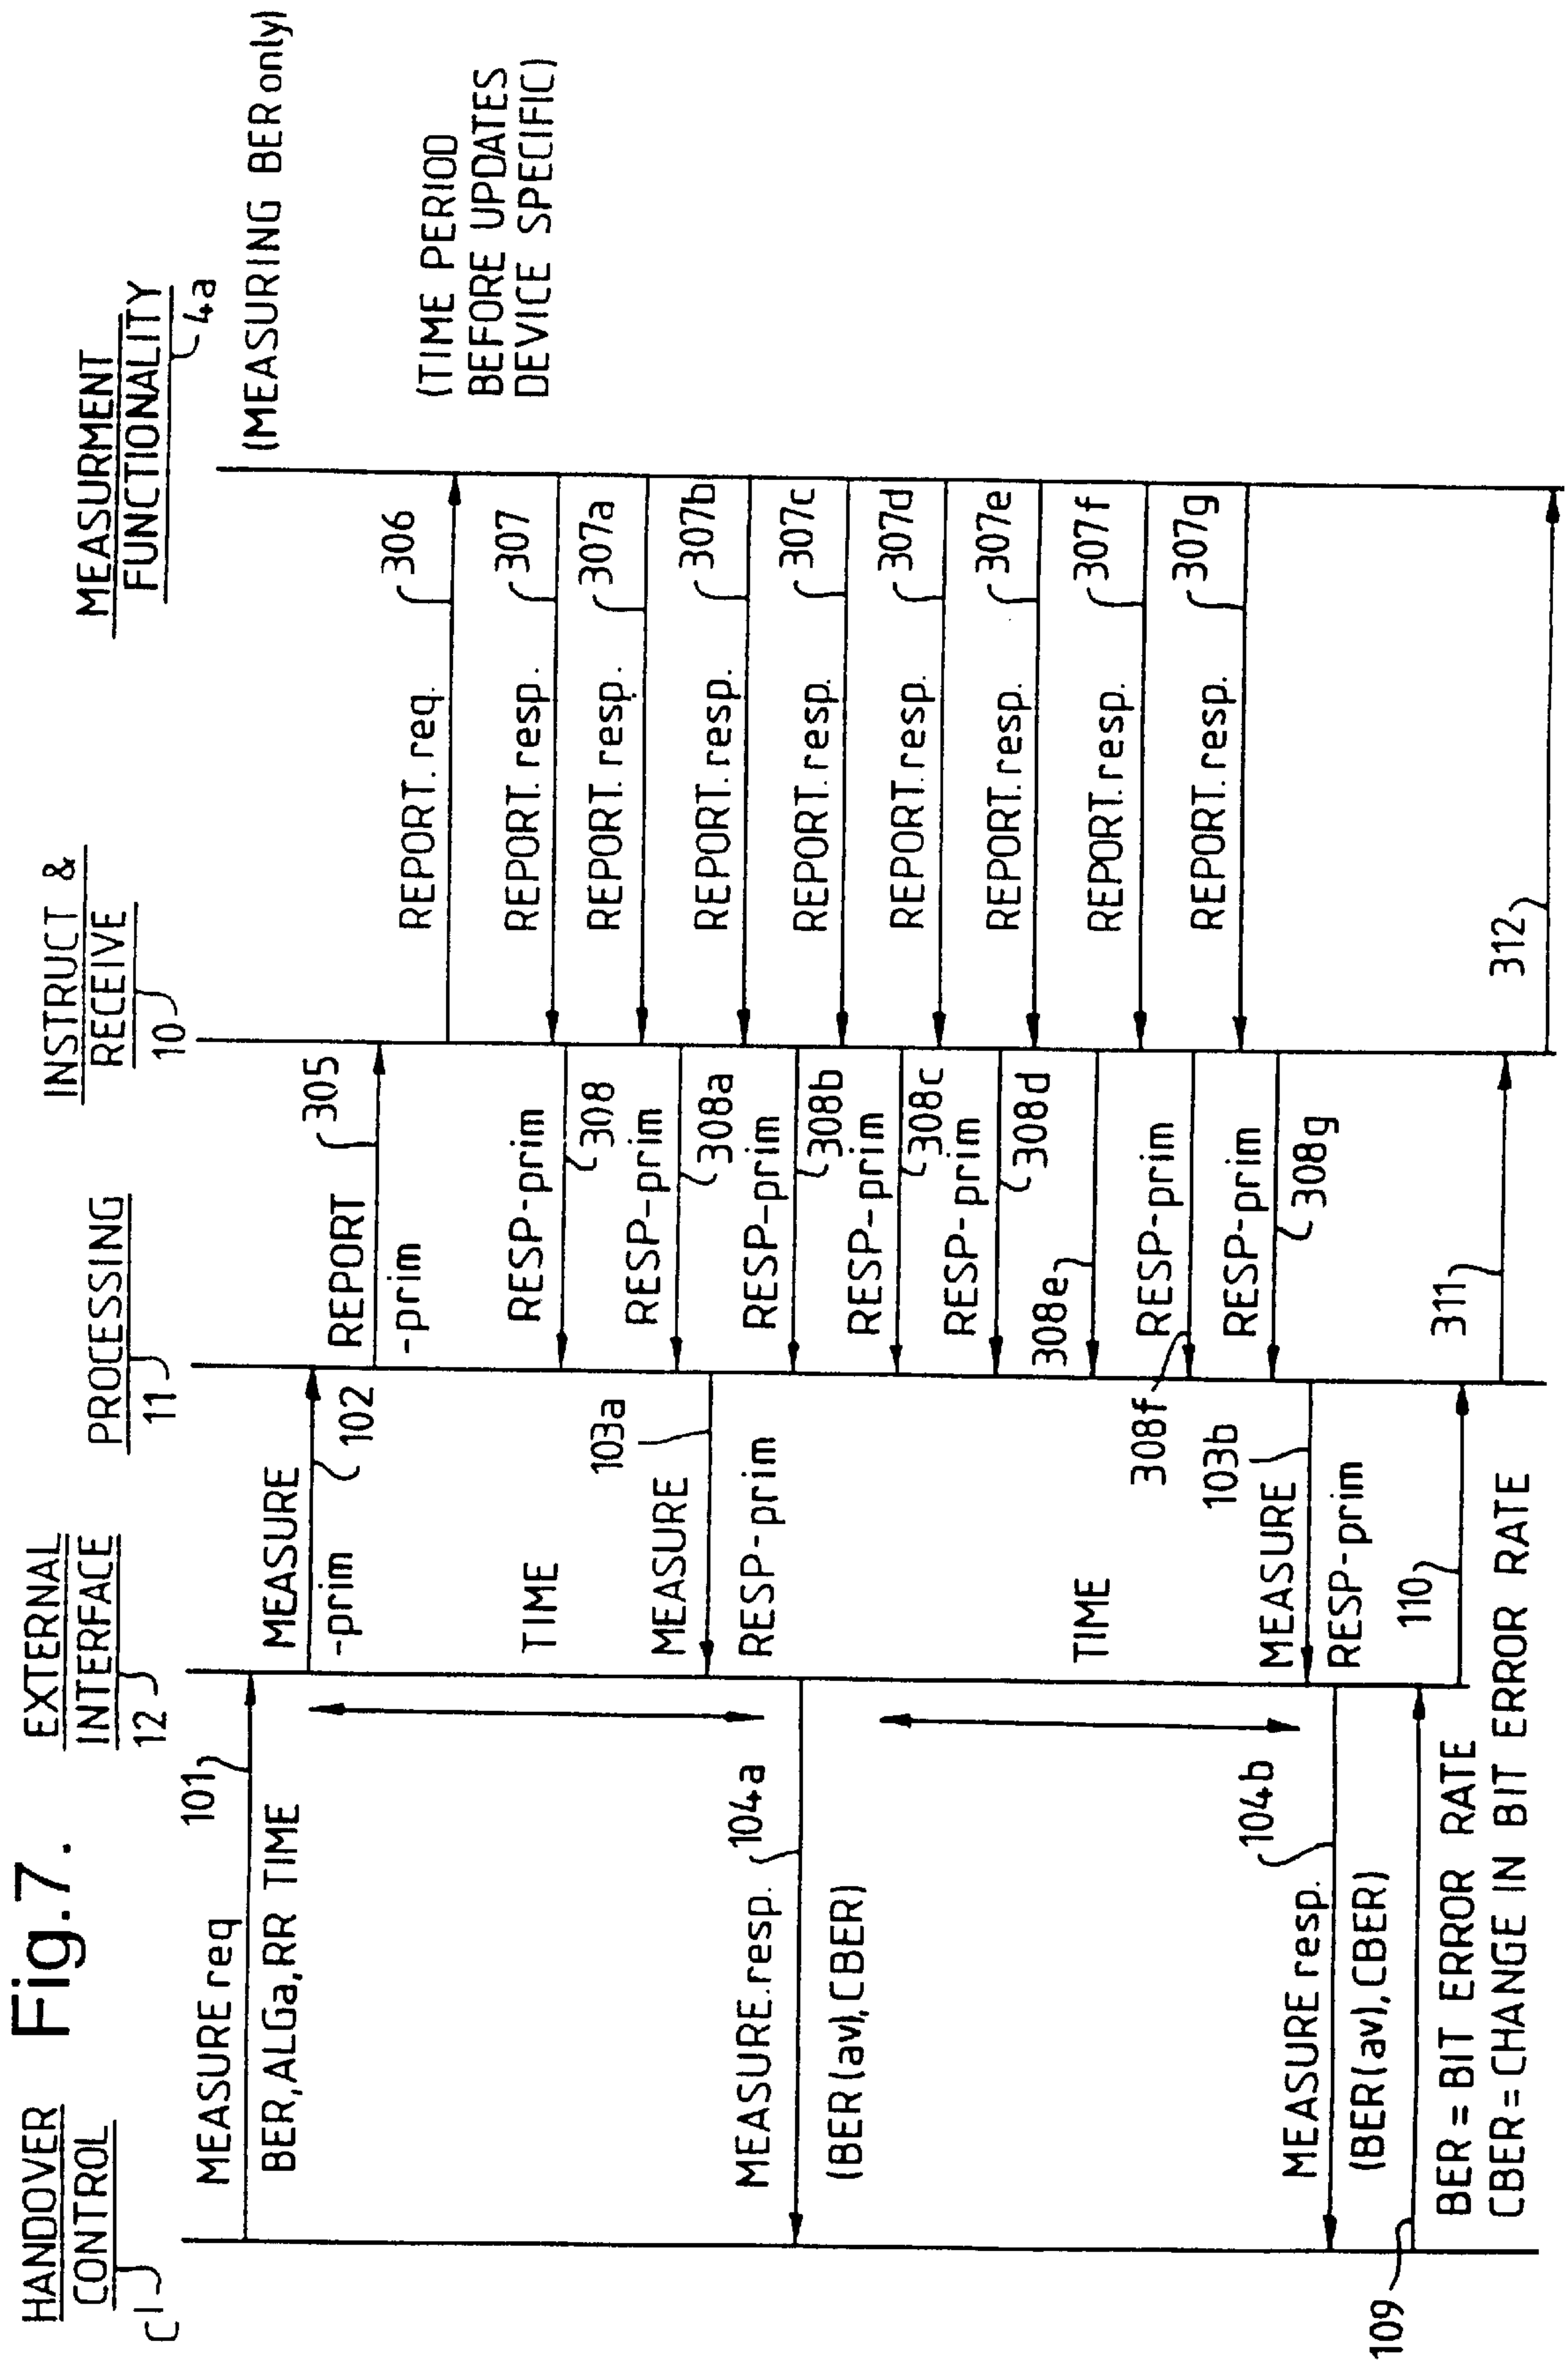 Fig.7.
HANDOVER
CONTROL
C
EXTERNAL
INTERFACE
12
PROCESSING
11
INSTRUCT &
RECEIVE
10
MEASURMENT
FUNCTIONALITY
4a
(MEASURING BER only)
101
MEASURE req
BER,ALGa,RR TIME
MEASURE
-prim
102
REPORT
-prim
305
REPORT.req.
306
(TIME PERIOD
BEFORE UPDATES
DEVICE SPECIFIC)
REPORT.resp.
307
RESP-prim
308
REPORT.resp.
307a
RESP-prim
308a
TIME
MEASURE
103a
RESP-prim
REPORT.resp.
307b
RESP-prim
308b
MEASURE.resp.
104a
(BER(av),CBER)
REPORT.resp.
307c
RESP-prim
308c
REPORT.resp.
307d
RESP-prim
308d
REPORT.resp.
307e
308e
TIME
REPORT.resp.
307f
RESP-prim
308f
REPORT.resp.
307g
RESP-prim
308g
MEASURE
103b
RESP-prim
MEASURE resp.
104b
(BER(av),CBER)
109
110
311
312
BER = BIT ERROR RATE
CBER = CHANGE IN BIT ERROR RATE